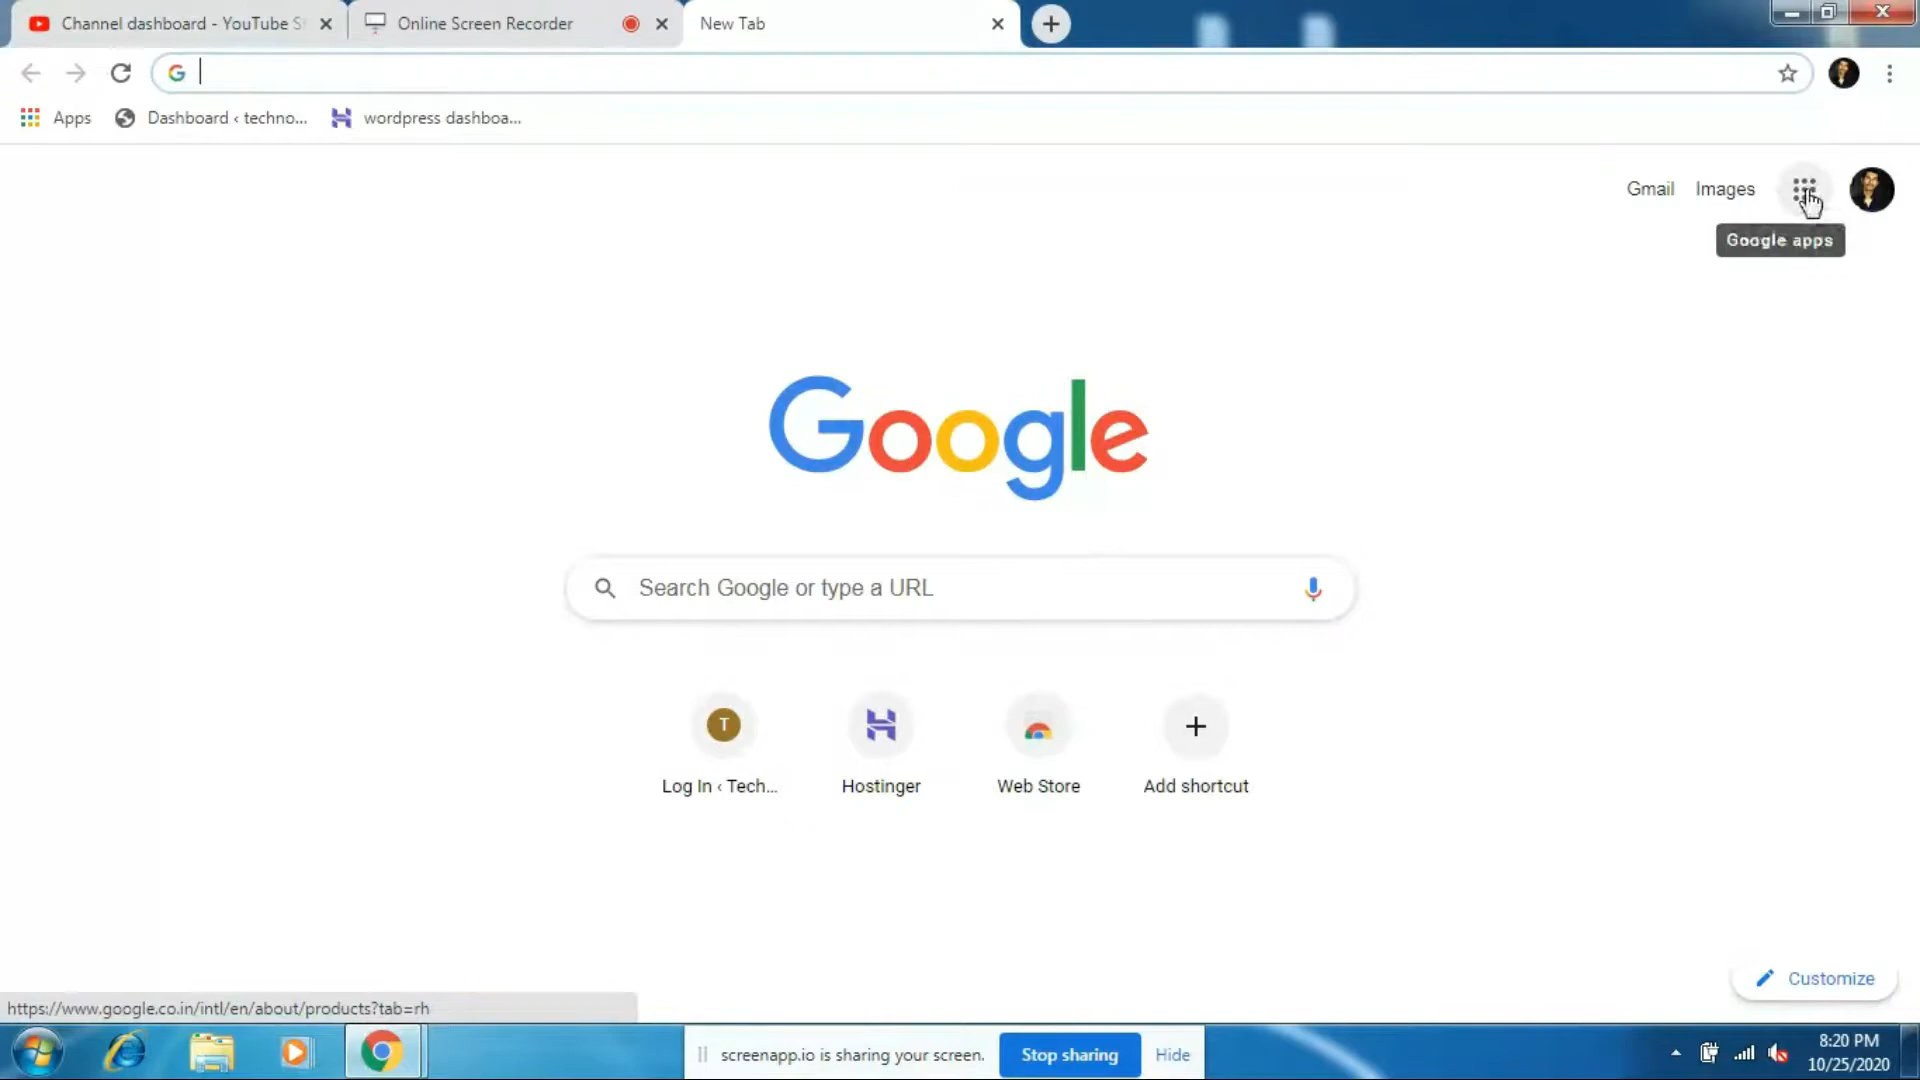 Channel dashboard - YouTube S
Online Screen Recorder
New Tab
Apps
Dashboard ‹ techno...
wordpress dashboa...
Gmail
Images
Google apps
Google
Search Google or type a URL
T
Log In ‹ Tech...
Hostinger
Web Store
Add shortcut
Customize
https://www.google.co.in/intl/en/about/products?tab=rh
screenapp.io is sharing your screen.
Stop sharing
Hide
8:20 PM
10/25/2020